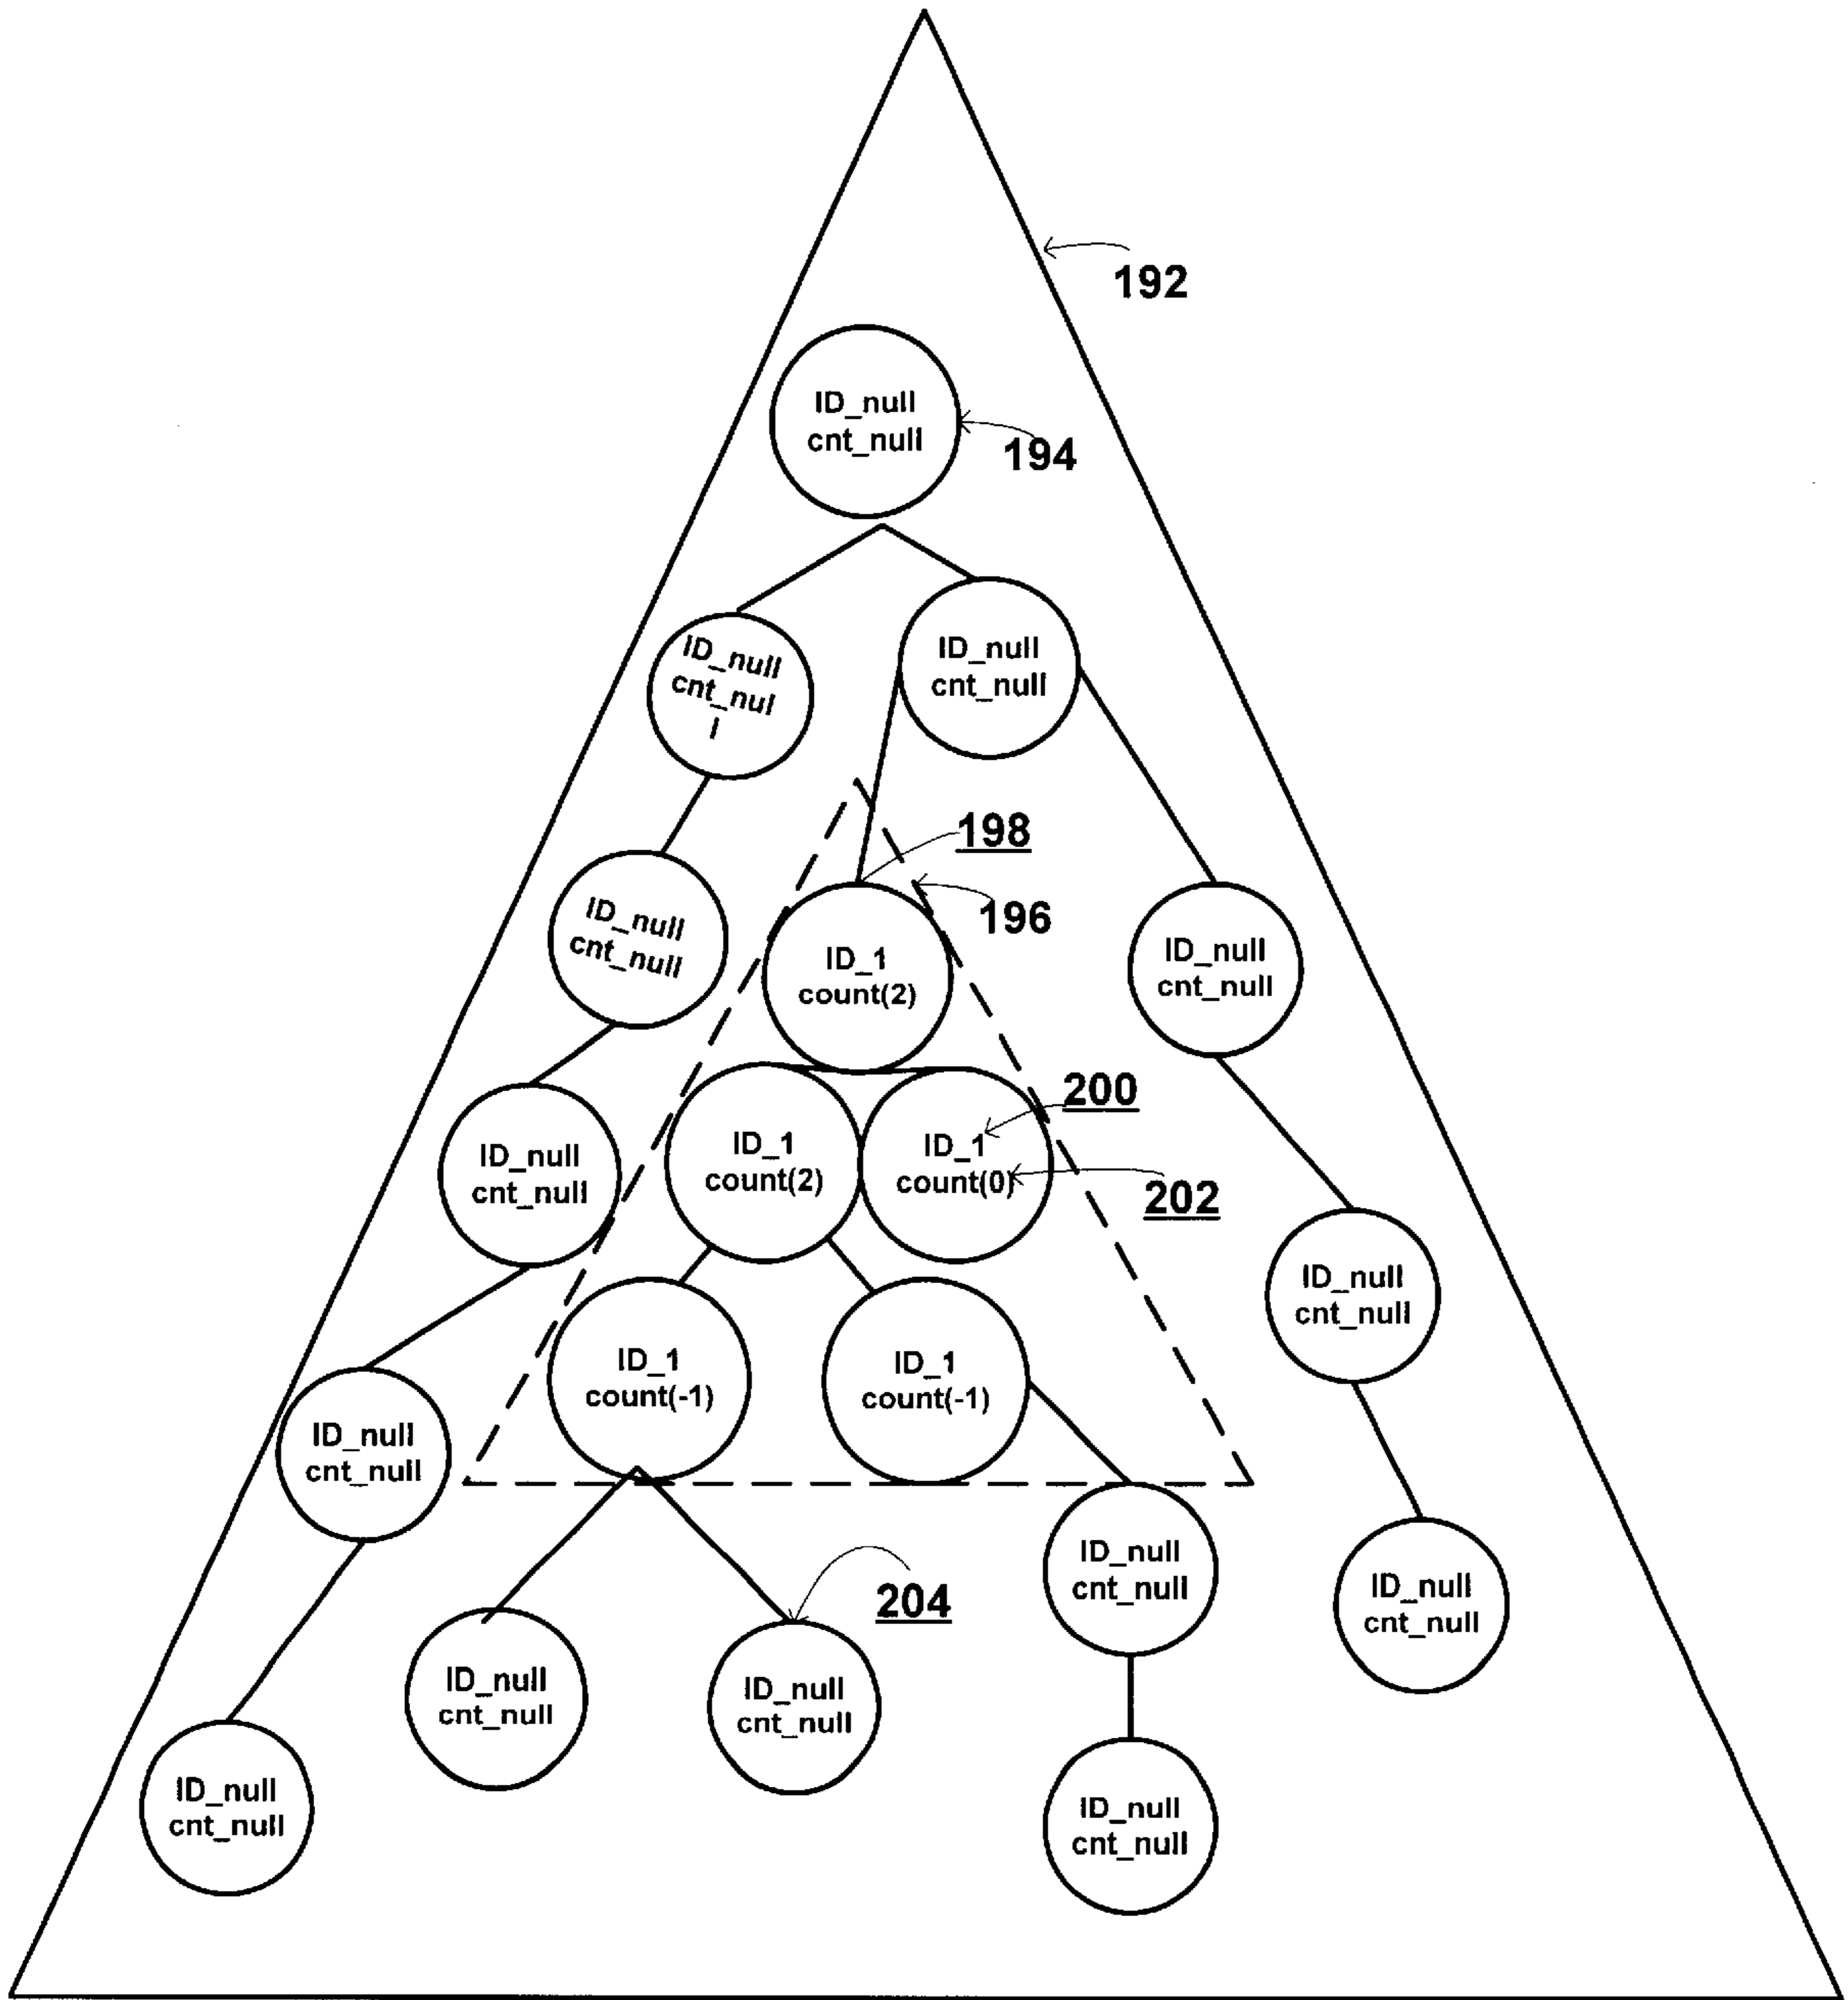 192
ID_null
cnt_null
194
ID_null
cnt_nul
l
ID_null
cnt_null
198
196
ID_null
cnt_null
ID_1
count(2)
ID_null
cnt_null
200
ID_null
cnt_null
ID_1
count(2)
ID_1
count(0)
202
ID_null
cnt_null
ID_1
count(-1)
ID_1
count(-1)
ID_null
cnt_null
ID_null
cnt_null
204
ID_null
cnt_null
ID_null
cnt_null
ID_null
cnt_null
ID_null
cnt_null
ID_null
cnt_null